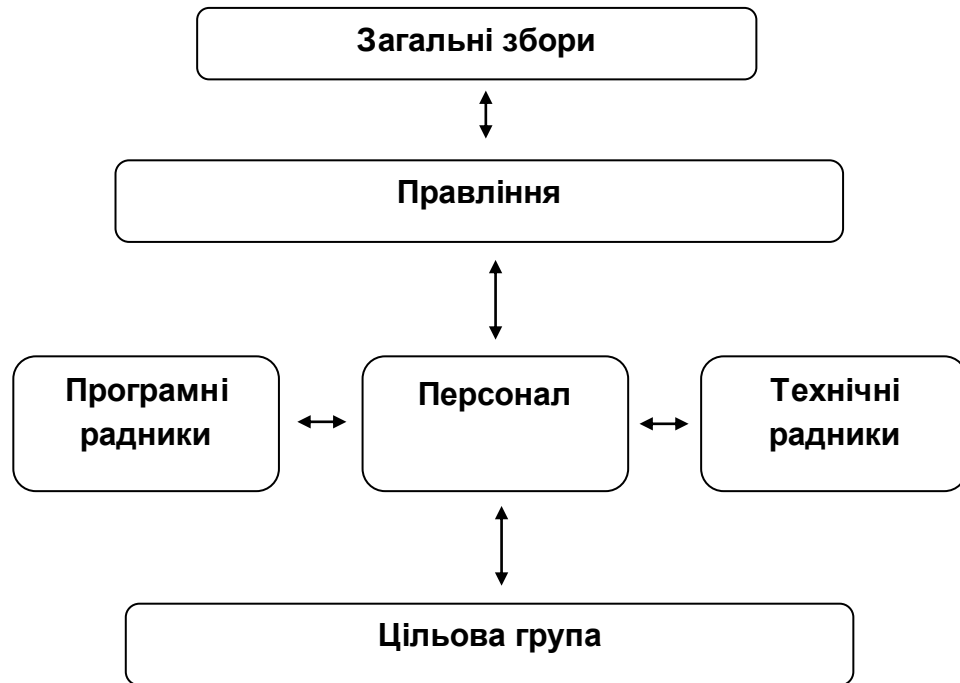 Загальні збори
Правління
Програмні
радники
Персонал
Технічні
радники
Цільова група